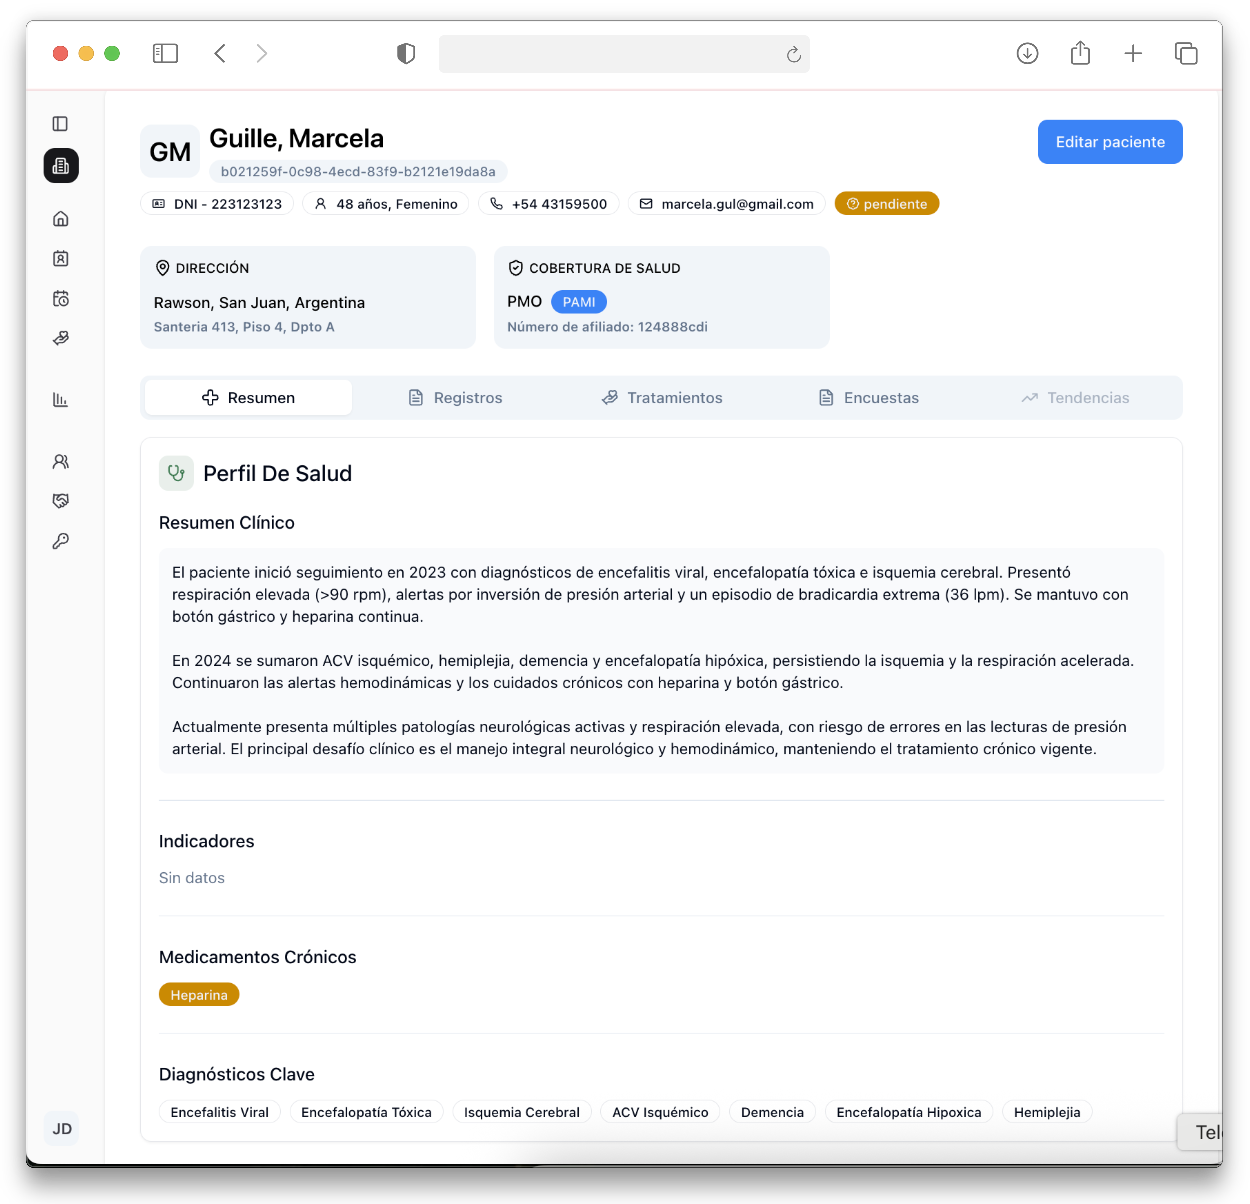 GM
Guille, Marcela
b021259f-0c98-4ecd-83f9-b2121e19da8a
Editar paciente
DNI - 223123123
48 años, Femenino
+54 43159500
marcela.gul@gmail.com
pendiente
DIRECCIÓN
Rawson, San Juan, Argentina
Santeria 413, Piso 4, Dpto A
COBERTURA DE SALUD
PMO PAMI
Número de afiliado: 124888cdi
Resumen
Registros
Tratamientos
Encuestas
Tendencias
Perfil De Salud
Resumen Clínico
El paciente inició seguimiento en 2023 con diagnósticos de encefalitis viral, encefalopatía tóxica e isquemia cerebral. Presentó
respiración elevada (>90 rpm), alertas por inversión de presión arterial y un episodio de bradicardia extrema (36 lpm). Se mantuvo con
botón gástrico y heparina continua.
En 2024 se sumaron ACV isquémico, hemiplejia, demencia y encefalopatía hipóxica, persistiendo la isquemia y la respiración acelerada.
Continuaron las alertas hemodinámicas y los cuidados crónicos con heparina y botón gástrico.
Actualmente presenta múltiples patologías neurológicas activas y respiración elevada, con riesgo de errores en las lecturas de presión
arterial. El principal desafío clínico es el manejo integral neurológico y hemodinámico, manteniendo el tratamiento crónico vigente.
Indicadores
Sin datos
Medicamentos Crónicos
Heparina
Diagnósticos Clave
Encefalitis Viral
Encefalopatía Tóxica
Isquemia Cerebral
ACV Isquémico
Demencia
Encefalopatía Hipoxica
Hemiplejia
JD